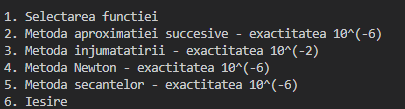 1. Selectarea functiei
2. Metoda aproximatiei succesive - exactitatea 10^(-6)
3. Metoda injumatatirii - exactitatea 10^(-2)
4. Metoda Newton - exactitatea 10^(-6)
5. Metoda secantelor - exactitatea 10^(-6)
6. Iesire